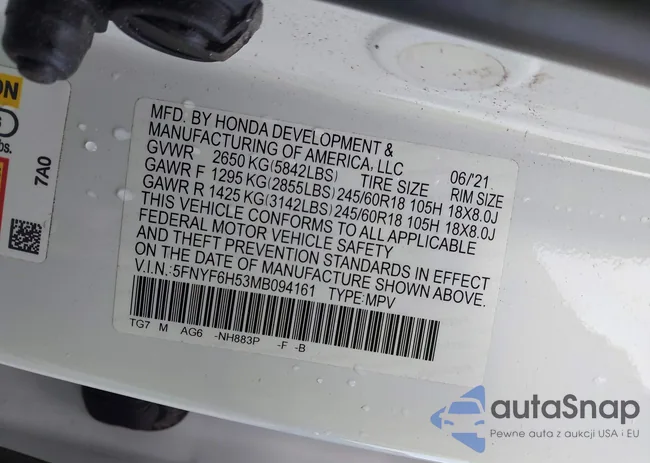 ON
bs.
7A0
MFD. BY HONDA DEVELOPMENT &
MANUFACTURING OF AMERICA, LLC 06/'21
GVWR 2650 KG(5842LBS) TIRE SIZE RIM SIZE
GAWR F 1295 KG(2855LBS) 245/60R18 105H 18X8.0J
GAWR R 1425 KG(3142LBS) 245/60R18 105H 18X8.0J
THIS VEHICLE CONFORMS TO ALL APPLICABLE
FEDERAL MOTOR VEHICLE SAFETY
AND THEFT PREVENTION STANDARDS IN EFFECT
ON THE DATE OF MANUFACTURE SHOWN ABOVE.
V.I.N.:5FNYF6H53MB094161 TYPE:MPV
TG7 M AG6 -NH883P -F -B
autaSnap
Pewne auta z aukcji USA i EU